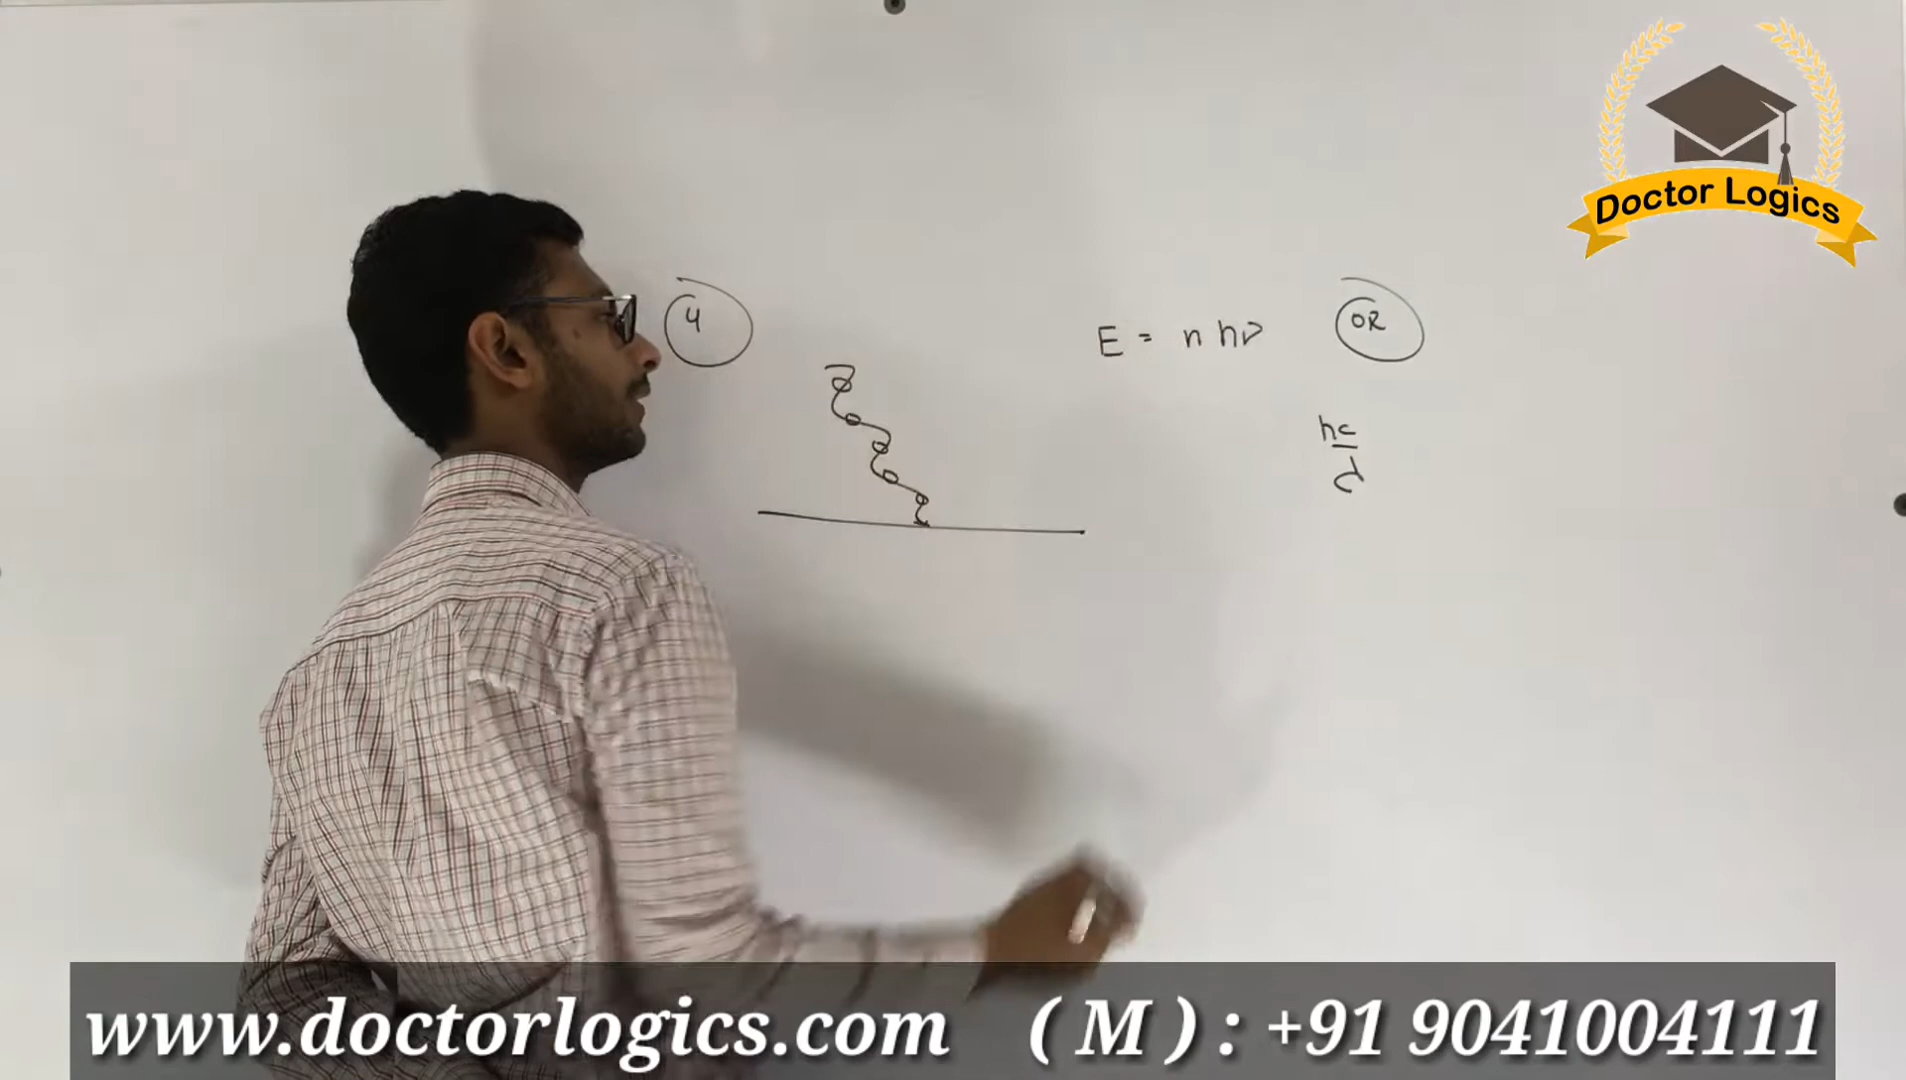 Doctor Logics
4
E = n hν
OR
hc
λ
www.doctorlogics.com ( M ) : +91 9041004111